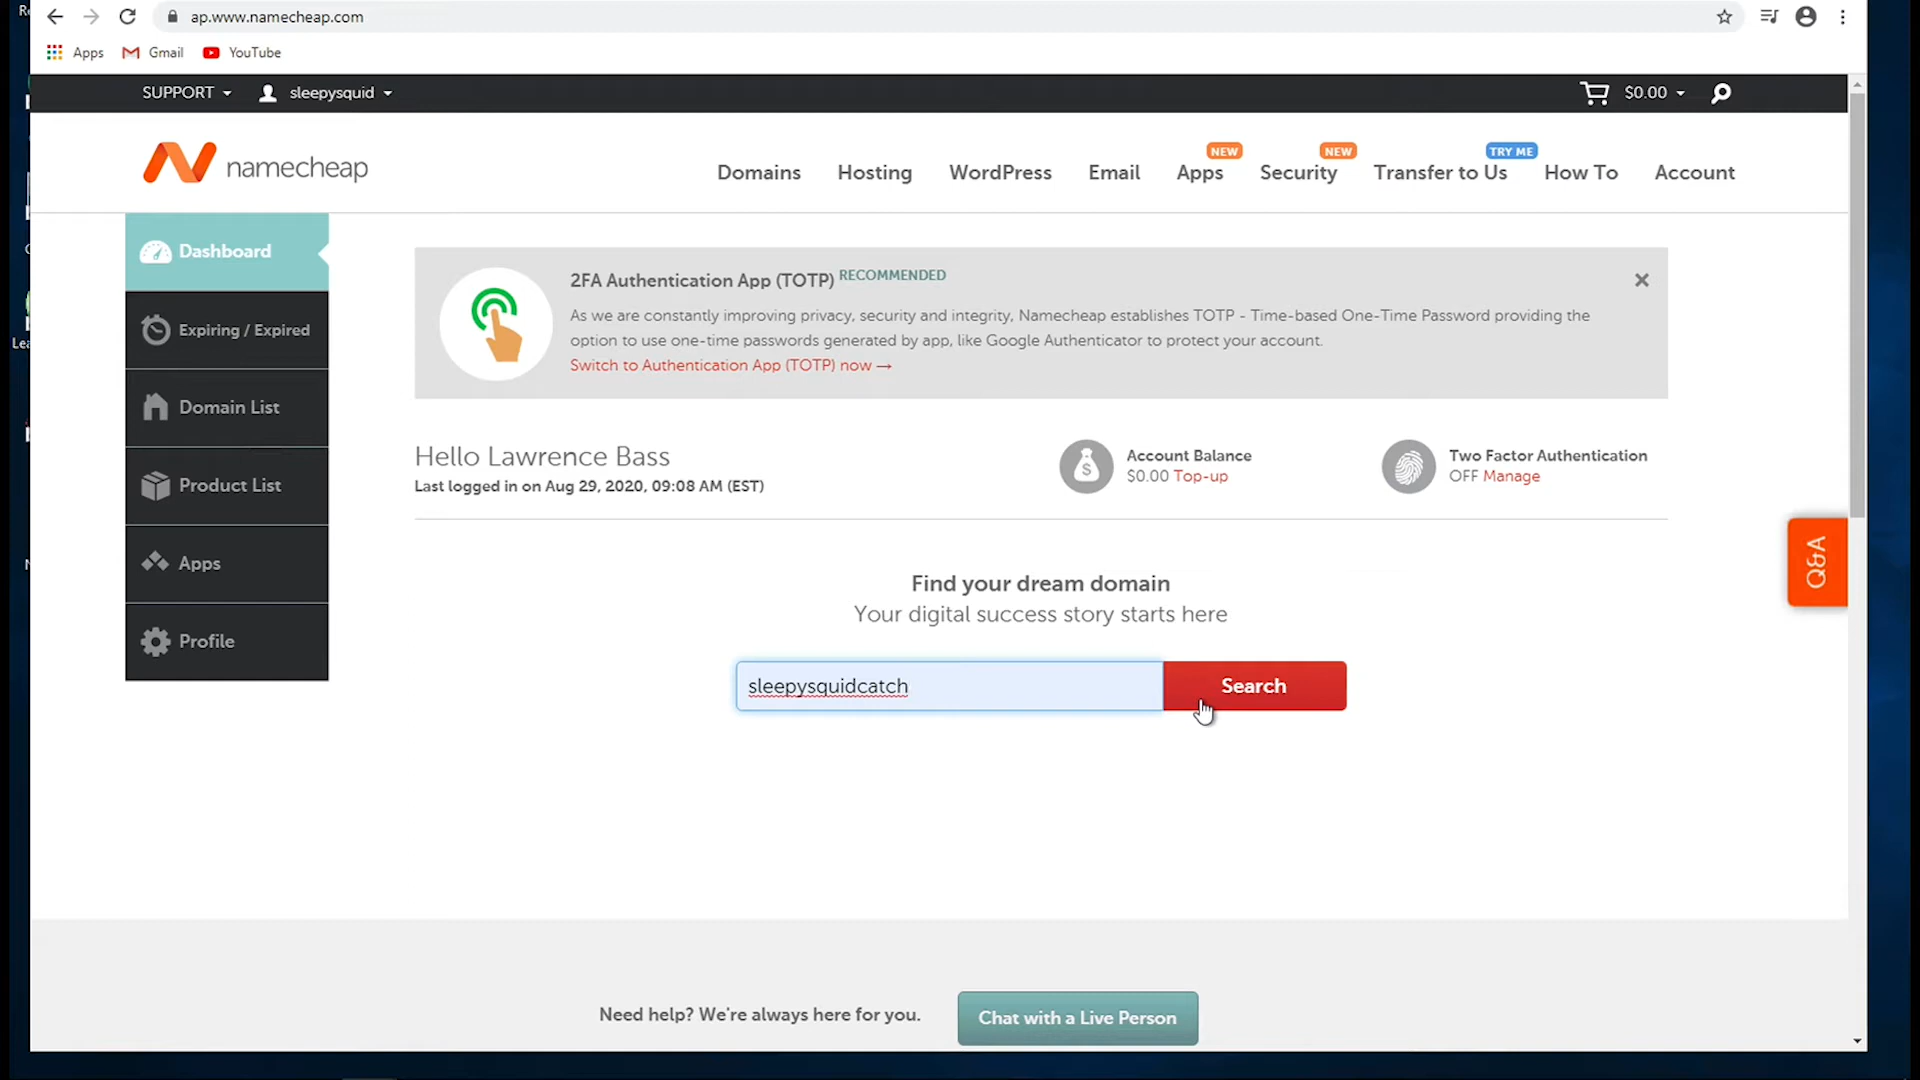 ap.www.namecheap.com
Apps Gmail YouTube
SUPPORT sleepysquid $0.00
namecheap
NEW NEW TRY ME
Domains Hosting WordPress Email Apps Security Transfer to Us How To Account
Dashboard
Expiring / Expired
Domain List
Product List
Apps
Profile
2FA Authentication App (TOTP) RECOMMENDED
As we are constantly improving privacy, security and integrity, Namecheap establishes TOTP - Time-based One-Time Password providing the
option to use one-time passwords generated by app, like Google Authenticator to protect your account.
Switch to Authentication App (TOTP) now →
Hello Lawrence Bass
Last logged in on Aug 29, 2020, 09:08 AM (EST)
Account Balance
$0.00 Top-up
Two Factor Authentication
OFF Manage
Q&A
Find your dream domain
Your digital success story starts here
sleepysquidcatch Search
Need help? We're always here for you. Chat with a Live Person